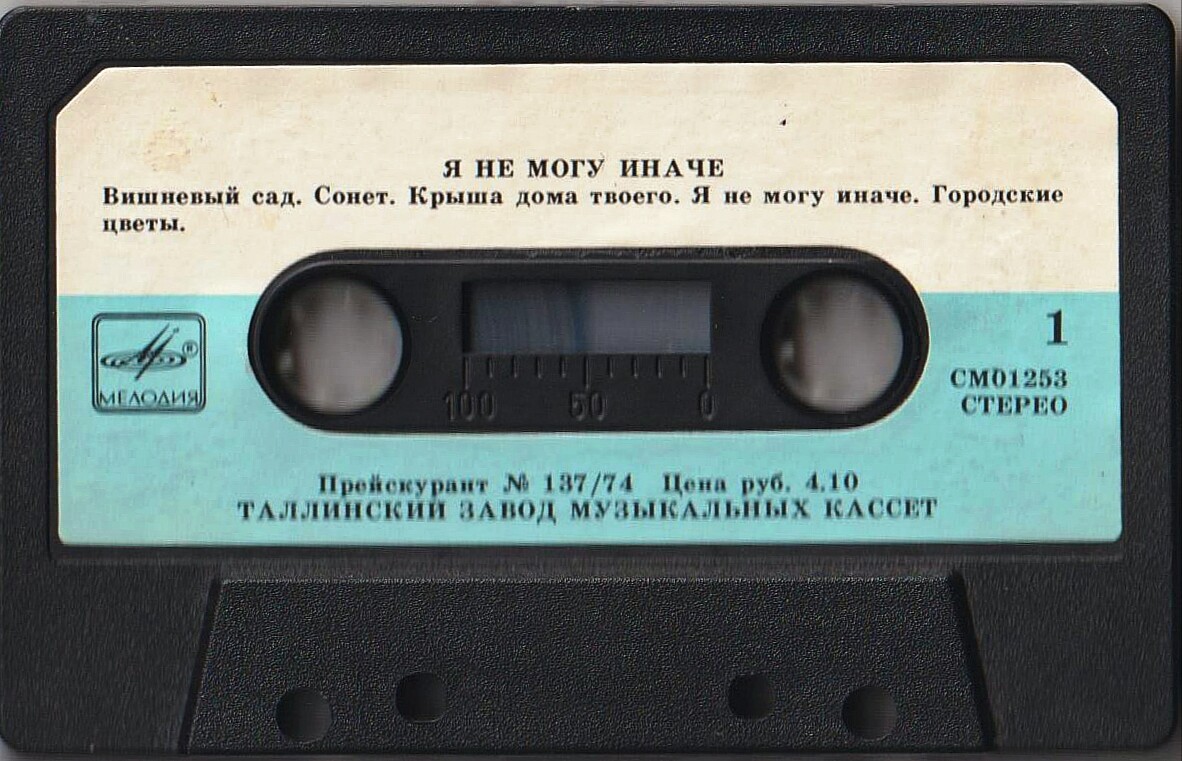 Я НЕ МОГУ ИНАЧЕ
Вишневый сад. Сонет. Крыша дома твоего. Я не могу иначе. Городские
цветы.
®
МЕЛОДИЯ
1
СМ01253
СТЕРЕО
100 50 0
Прейскурант № 137/74 Цена руб. 4.10
ТАЛЛИНСКИЙ ЗАВОД МУЗЫКАЛЬНЫХ КАССЕТ